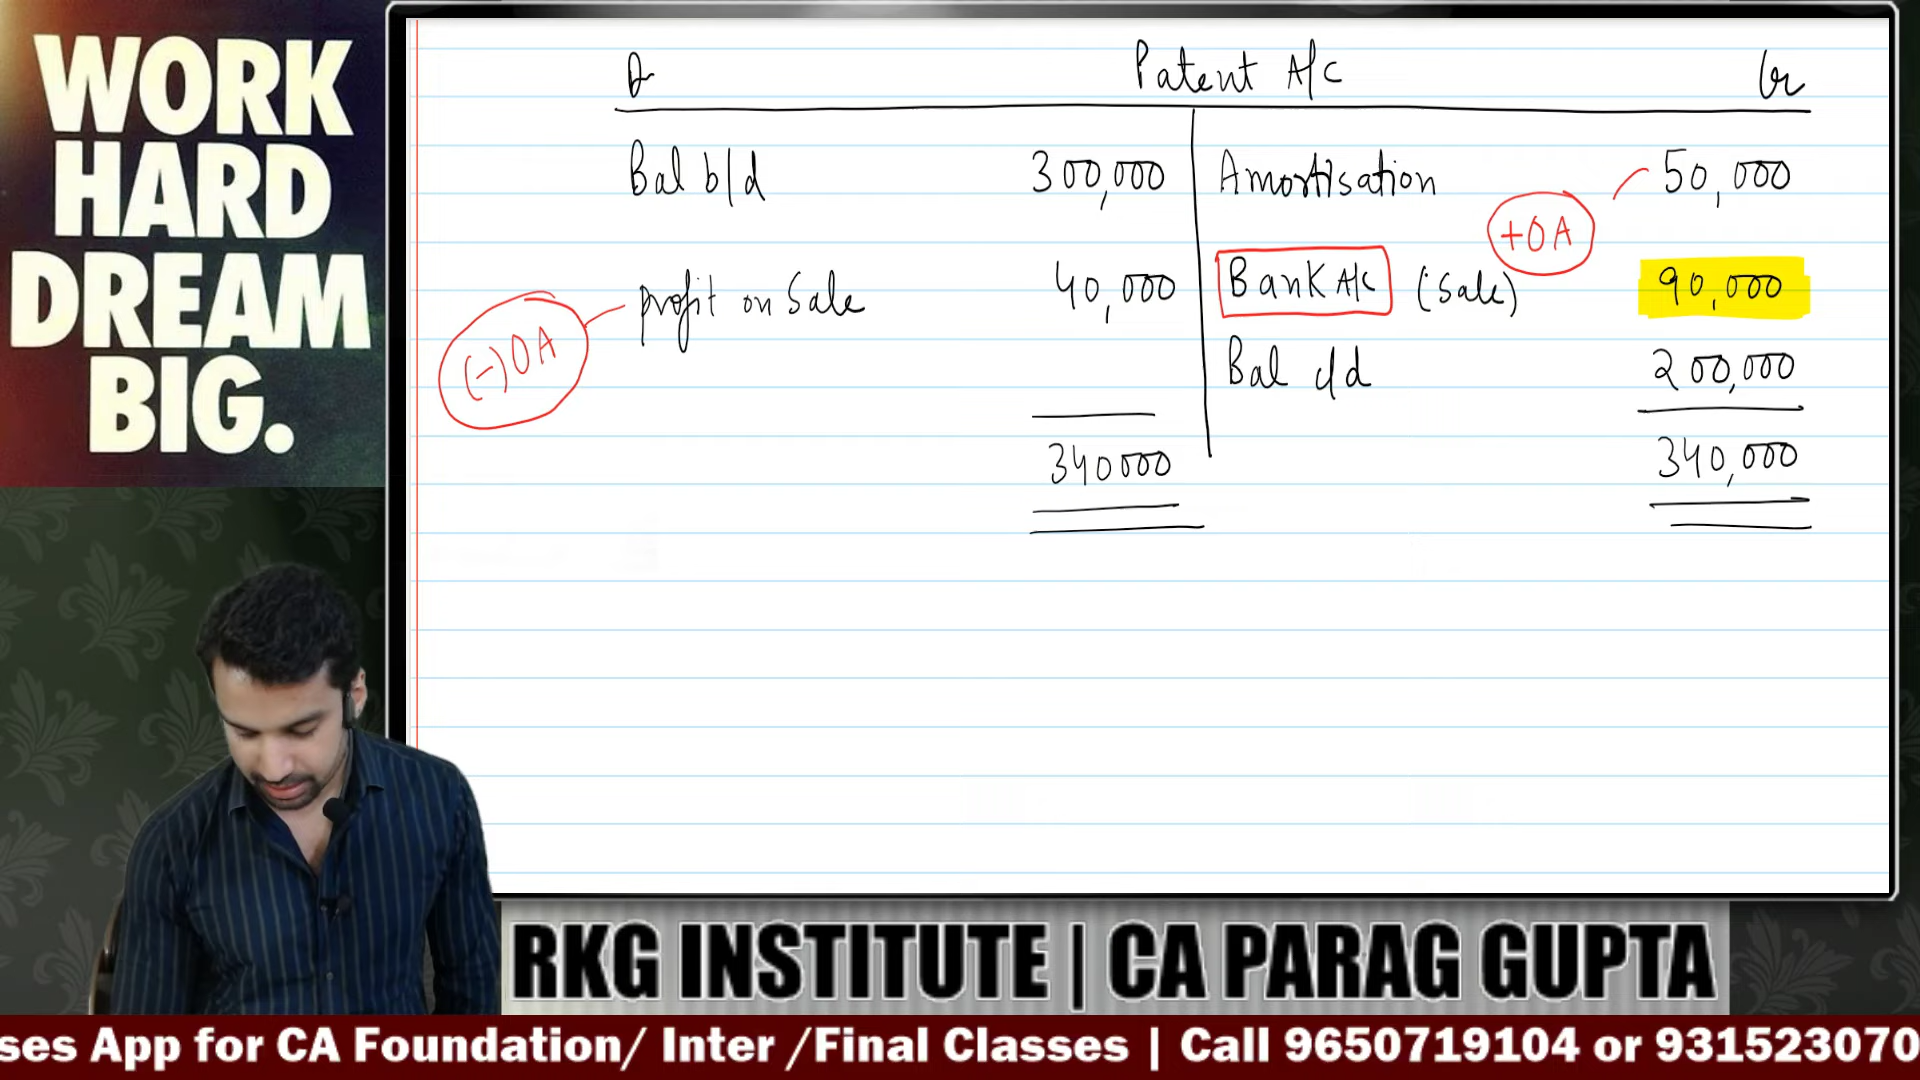 WORK
HARD
DREAM
BIG.
Dr Patent A/c Cr
Bal b/d 300,000 Amortisation 50,000
+OA
profit on Sale 40,000 Bank A/c (Sale) 90,000
(-) OA
Bal c/d 200,000
340000 340,000
RKG INSTITUTE | CA PARAG GUPTA
ses App for CA Foundation/ Inter /Final Classes | Call 9650719104 or 931523070